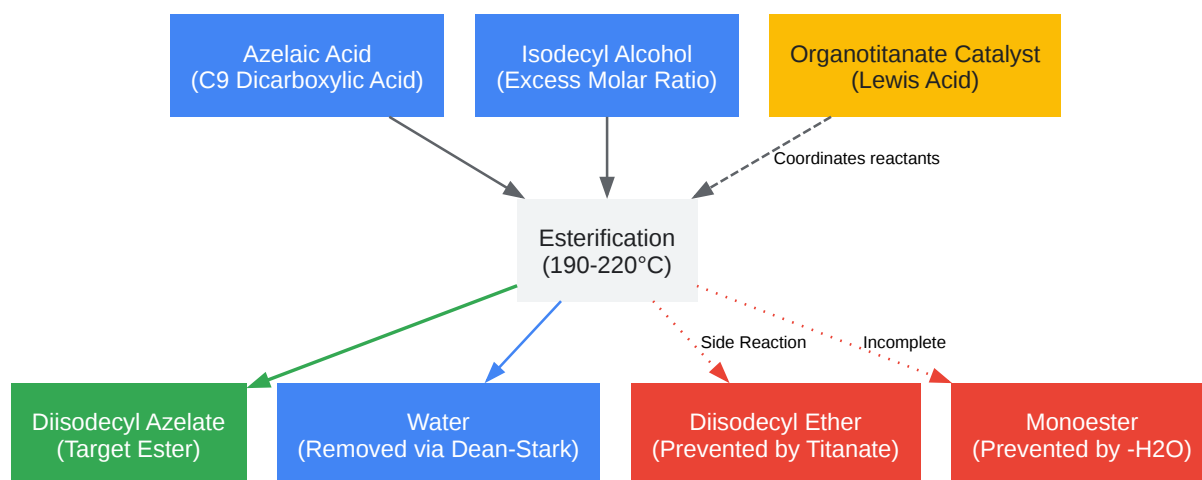 Azelaic Acid
(C9 Dicarboxylic Acid)
Isodecyl Alcohol
(Excess Molar Ratio)
Organotitanate Catalyst
(Lewis Acid)
Coordinates reactants
Esterification
(190-220°C)
Side Reaction
Incomplete
Diisodecyl Azelate
(Target Ester)
Water
(Removed via Dean-Stark)
Diisodecyl Ether
(Prevented by Titanate)
Monoester
(Prevented by -H2O)